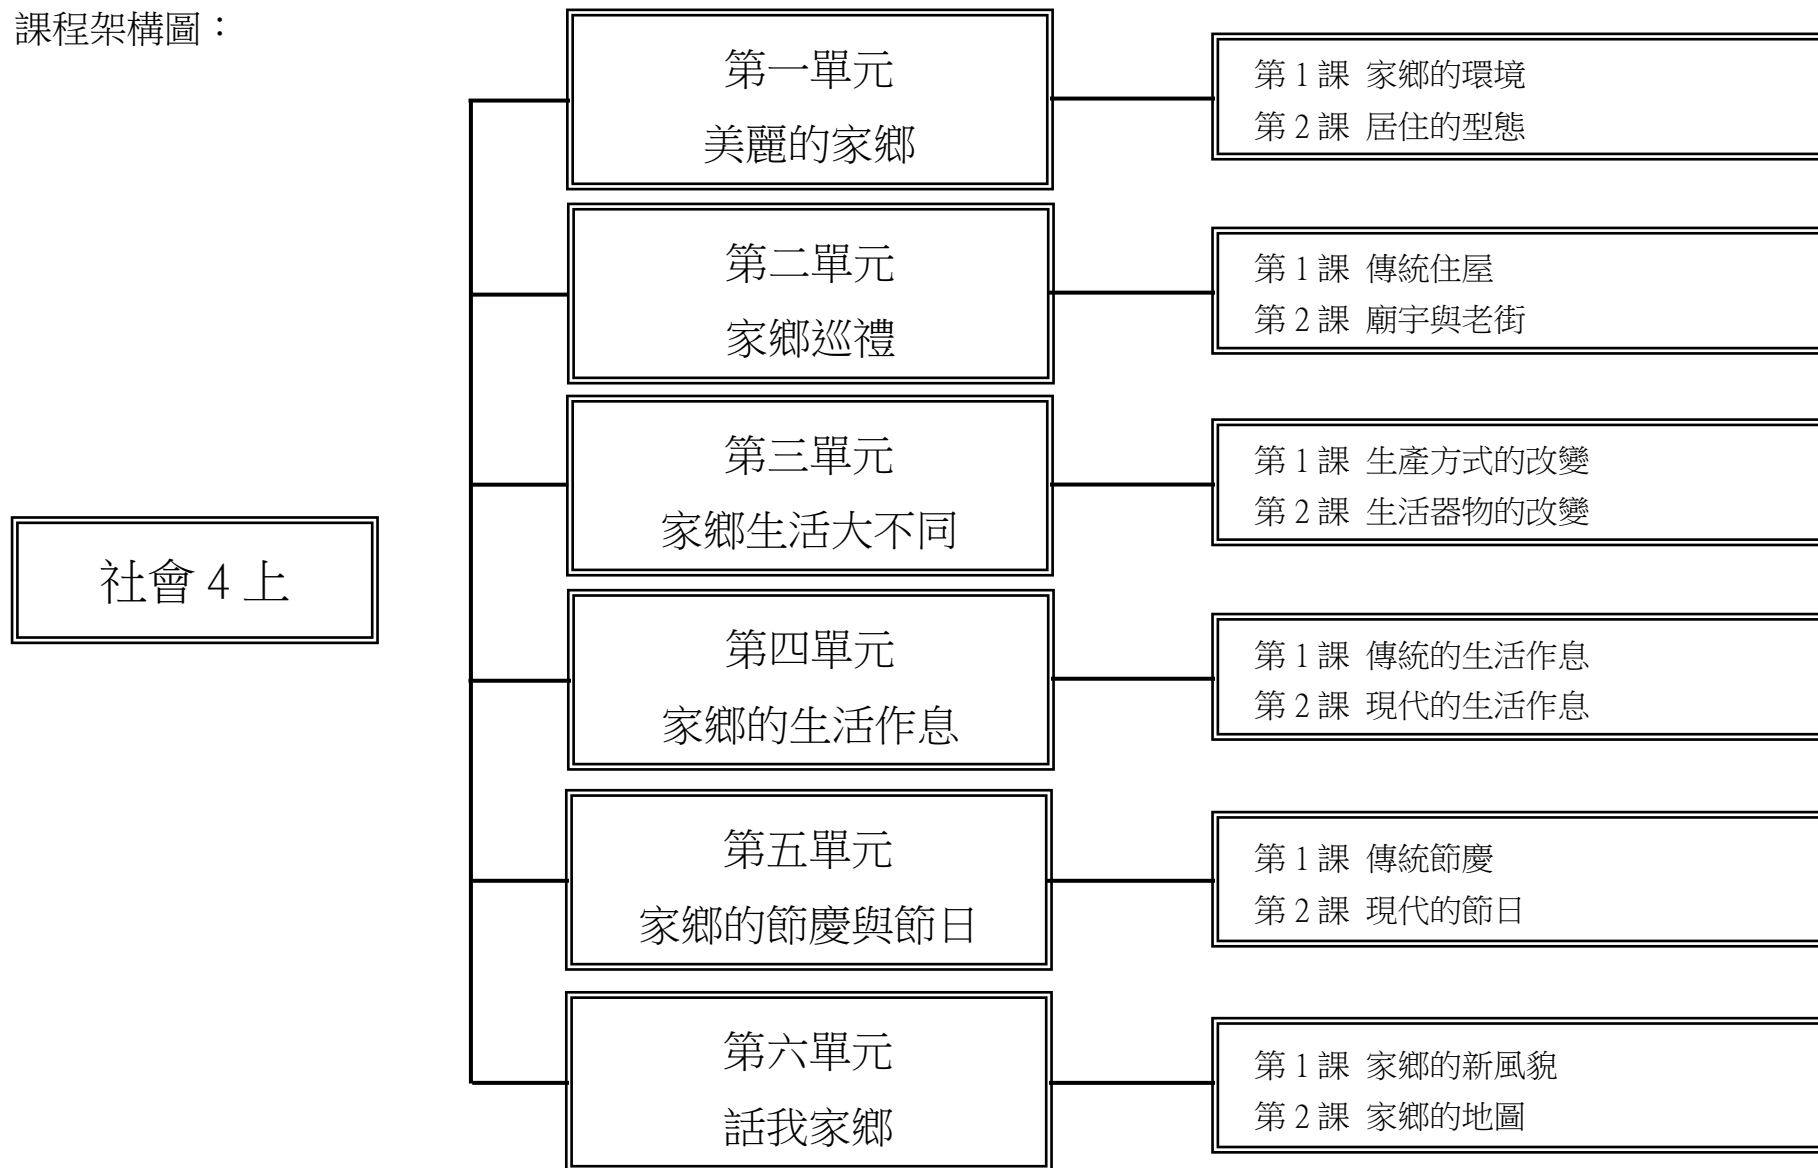 課程架構圖：
社會 4 上
第一單元
美麗的家鄉
第 1 課 家鄉的環境
第 2 課 居住的型態
第二單元
家鄉巡禮
第 1 課 傳統住屋
第 2 課 廟宇與老街
第三單元
家鄉生活大不同
第 1 課 生產方式的改變
第 2 課 生活器物的改變
第四單元
家鄉的生活作息
第 1 課 傳統的生活作息
第 2 課 現代的生活作息
第五單元
家鄉的節慶與節日
第 1 課 傳統節慶
第 2 課 現代的節日
第六單元
話我家鄉
第 1 課 家鄉的新風貌
第 2 課 家鄉的地圖